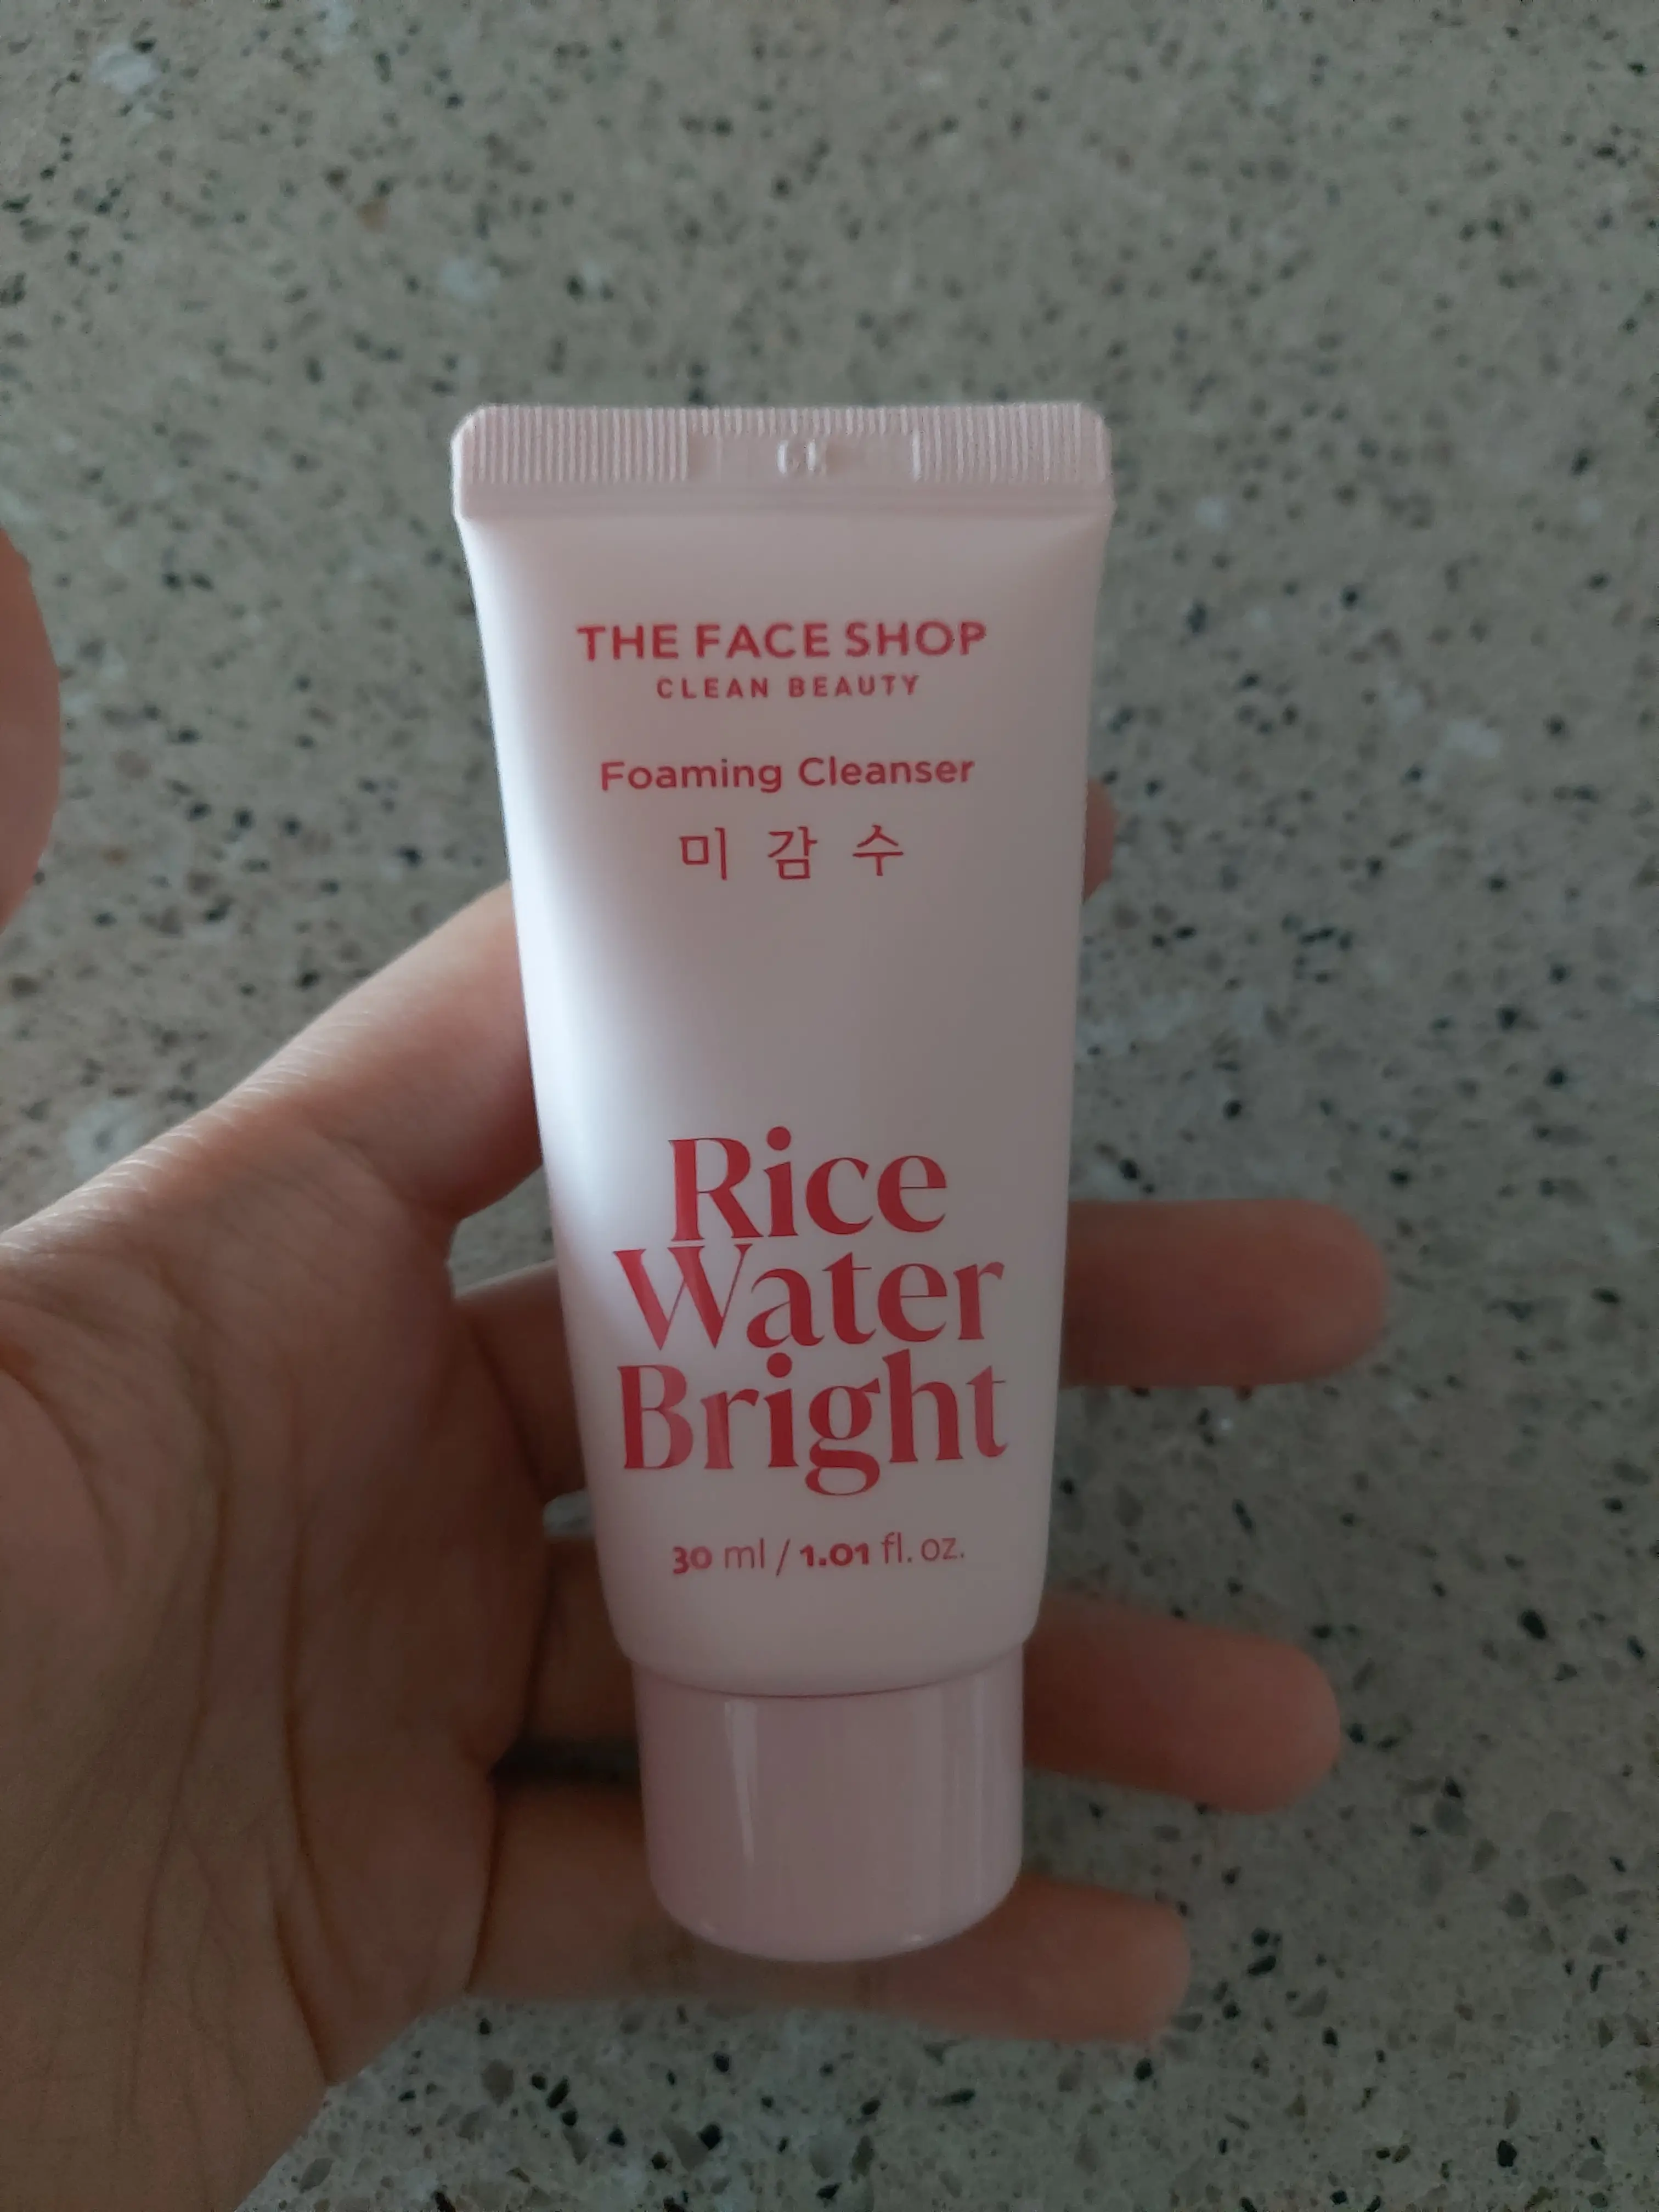 THE FACE SHOP
CLEAN BEAUTY
Foaming Cleanser
미 감 수
Rice
Water
Bright
30 ml / 1.01 fl. oz.